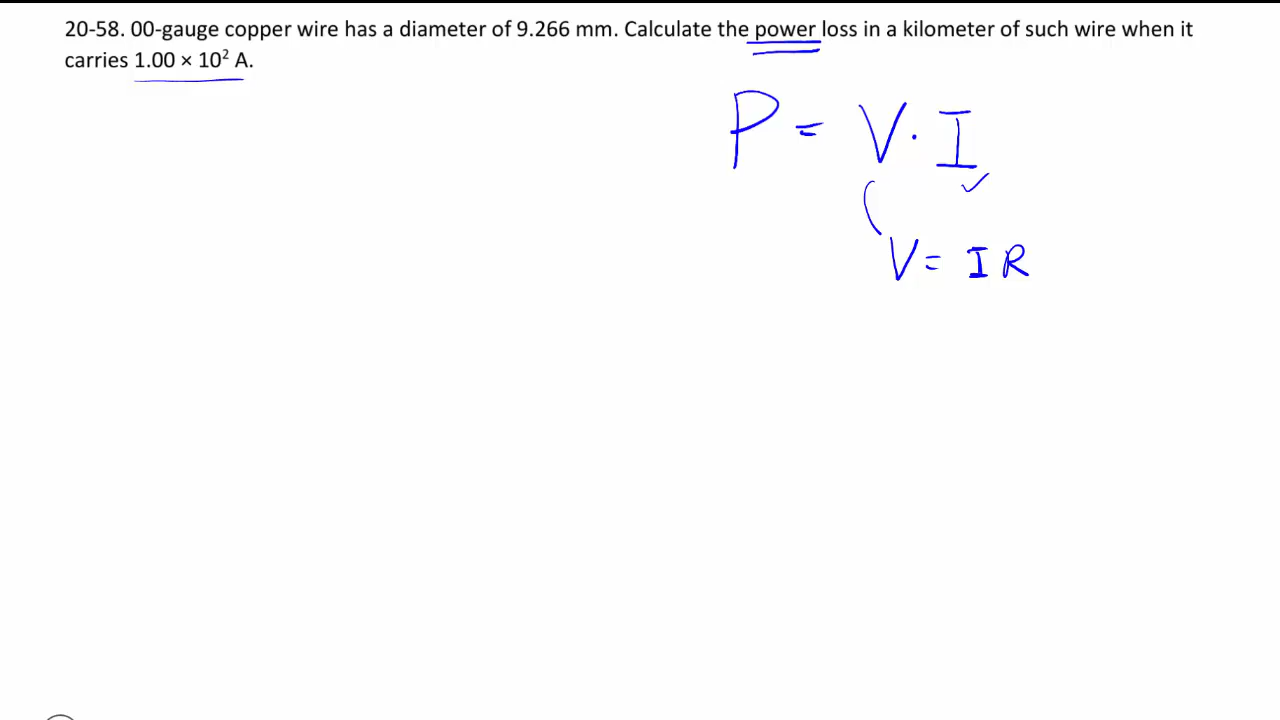 20-58. 00-gauge copper wire has a diameter of 9.266 mm. Calculate the power loss in a kilometer of such wire when it
carries 1.00 × 10² A.
P = V · I
V = I R